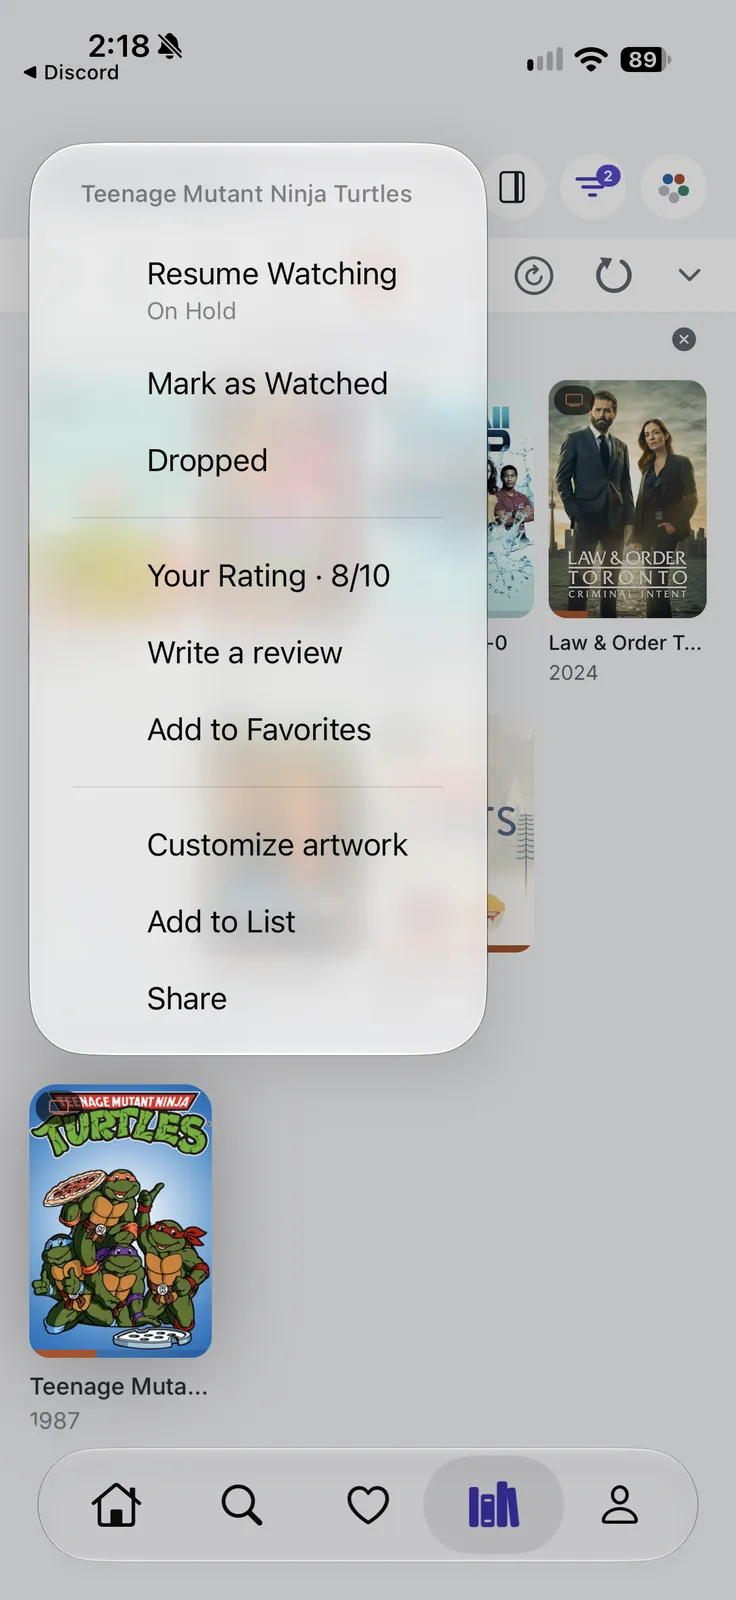 2:18
89
Discord
2
Teenage Mutant Ninja Turtles
Resume Watching
On Hold
Mark as Watched
Dropped
Your Rating · 8/10
Write a review
Add to Favorites
Customize artwork
Add to List
Share
LAW & ORDER
TORONTO
CRIMINAL INTENT
-0
Law & Order T...
2024
TS
TEENAGE MUTANT NINJA
TURTLES
Teenage Muta...
1987